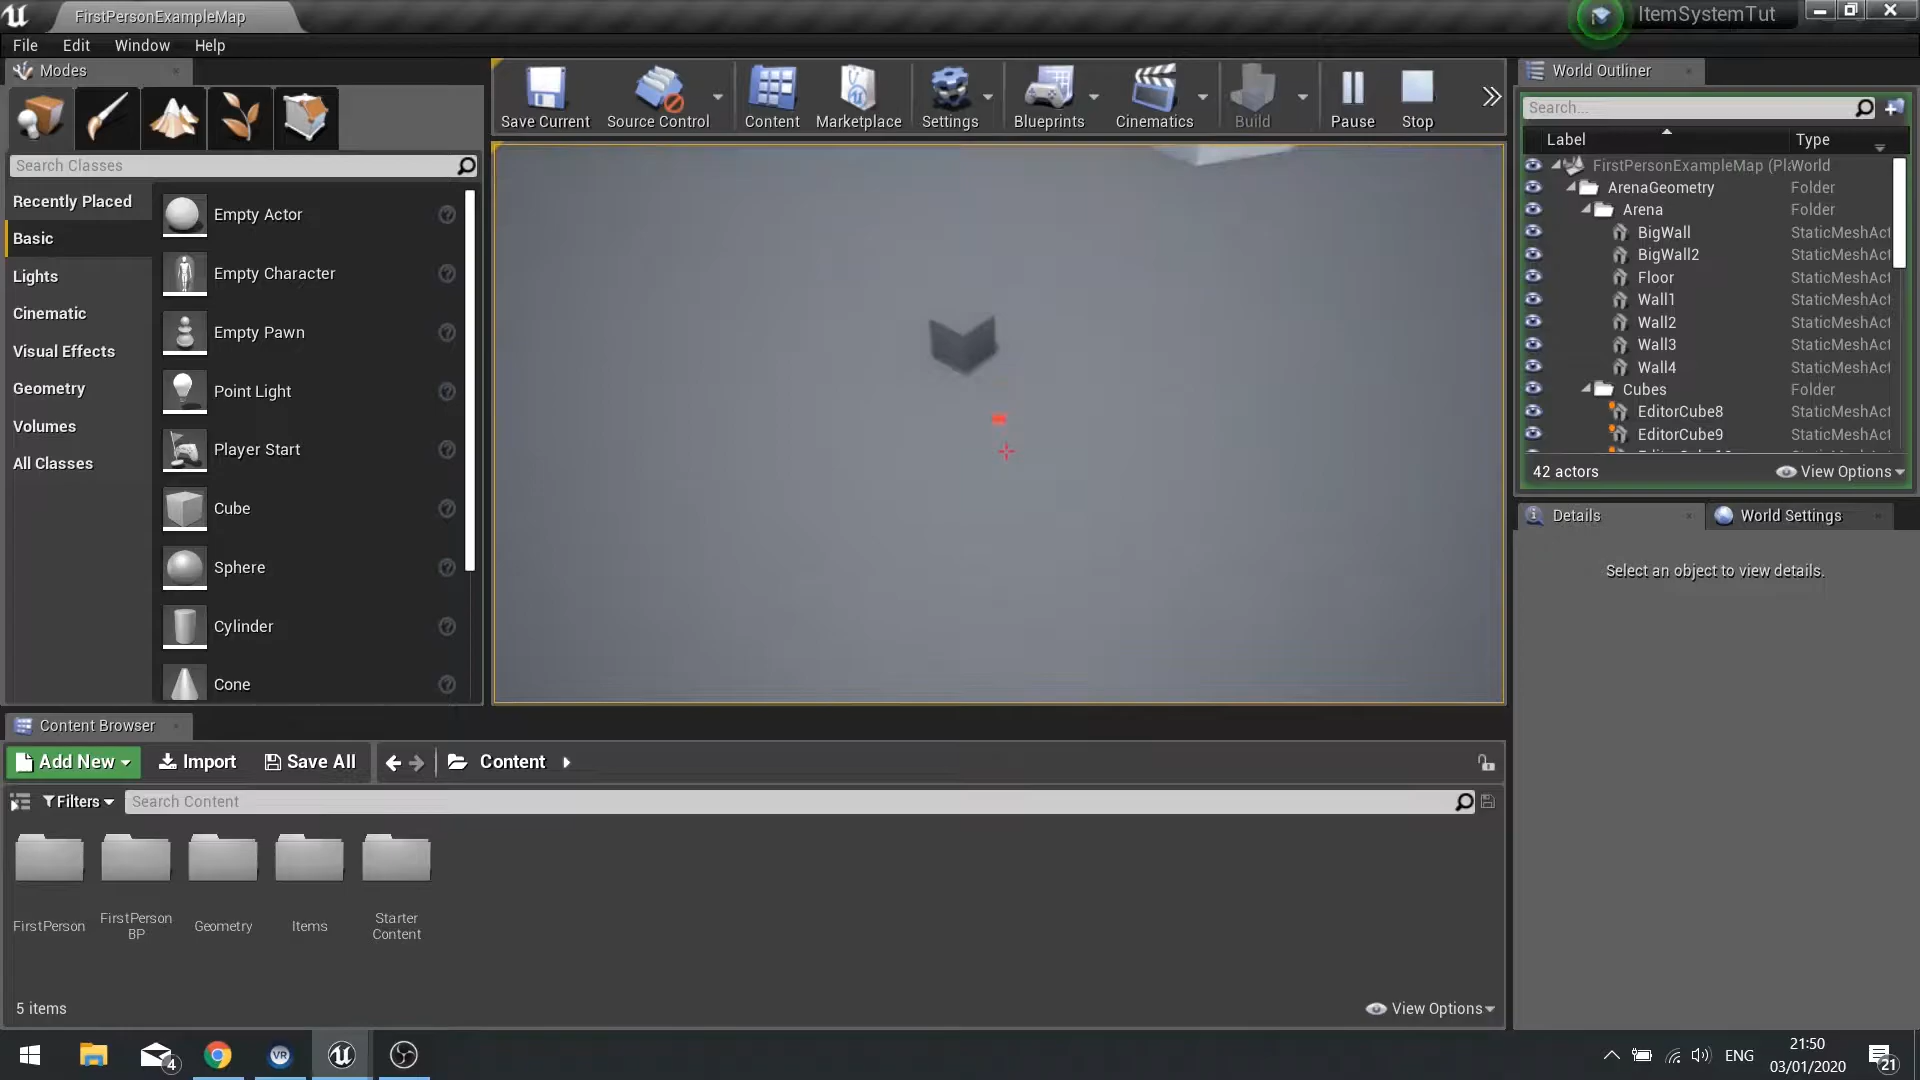 FirstPersonExampleMap
ItemSystemTut
File Edit Window Help
Modes
Search Classes
Recently Placed
Basic
Lights
Cinematic
Visual Effects
Geometry
Volumes
All Classes
Empty Actor
Empty Character
Empty Pawn
Point Light
Player Start
Cube
Sphere
Cylinder
Cone
Save Current
Source Control
Content
Marketplace
Settings
Blueprints
Cinematics
Build
Pause
Stop
World Outliner
Search...
Label Type
FirstPersonExampleMap (Pla World
ArenaGeometry Folder
Arena Folder
BigWall StaticMeshAct
BigWall2 StaticMeshAct
Floor StaticMeshAct
Wall1 StaticMeshAct
Wall2 StaticMeshAct
Wall3 StaticMeshAct
Wall4 StaticMeshAct
Cubes Folder
EditorCube8 StaticMeshAct
EditorCube9 StaticMeshAct
42 actors View Options
Details World Settings
Select an object to view details.
Content Browser
Add New Import Save All Content
Filters Search Content
FirstPerson
FirstPerson
BP
Geometry
Items
Starter
Content
5 items View Options
4
VR
ENG
21:50
03/01/2020
21